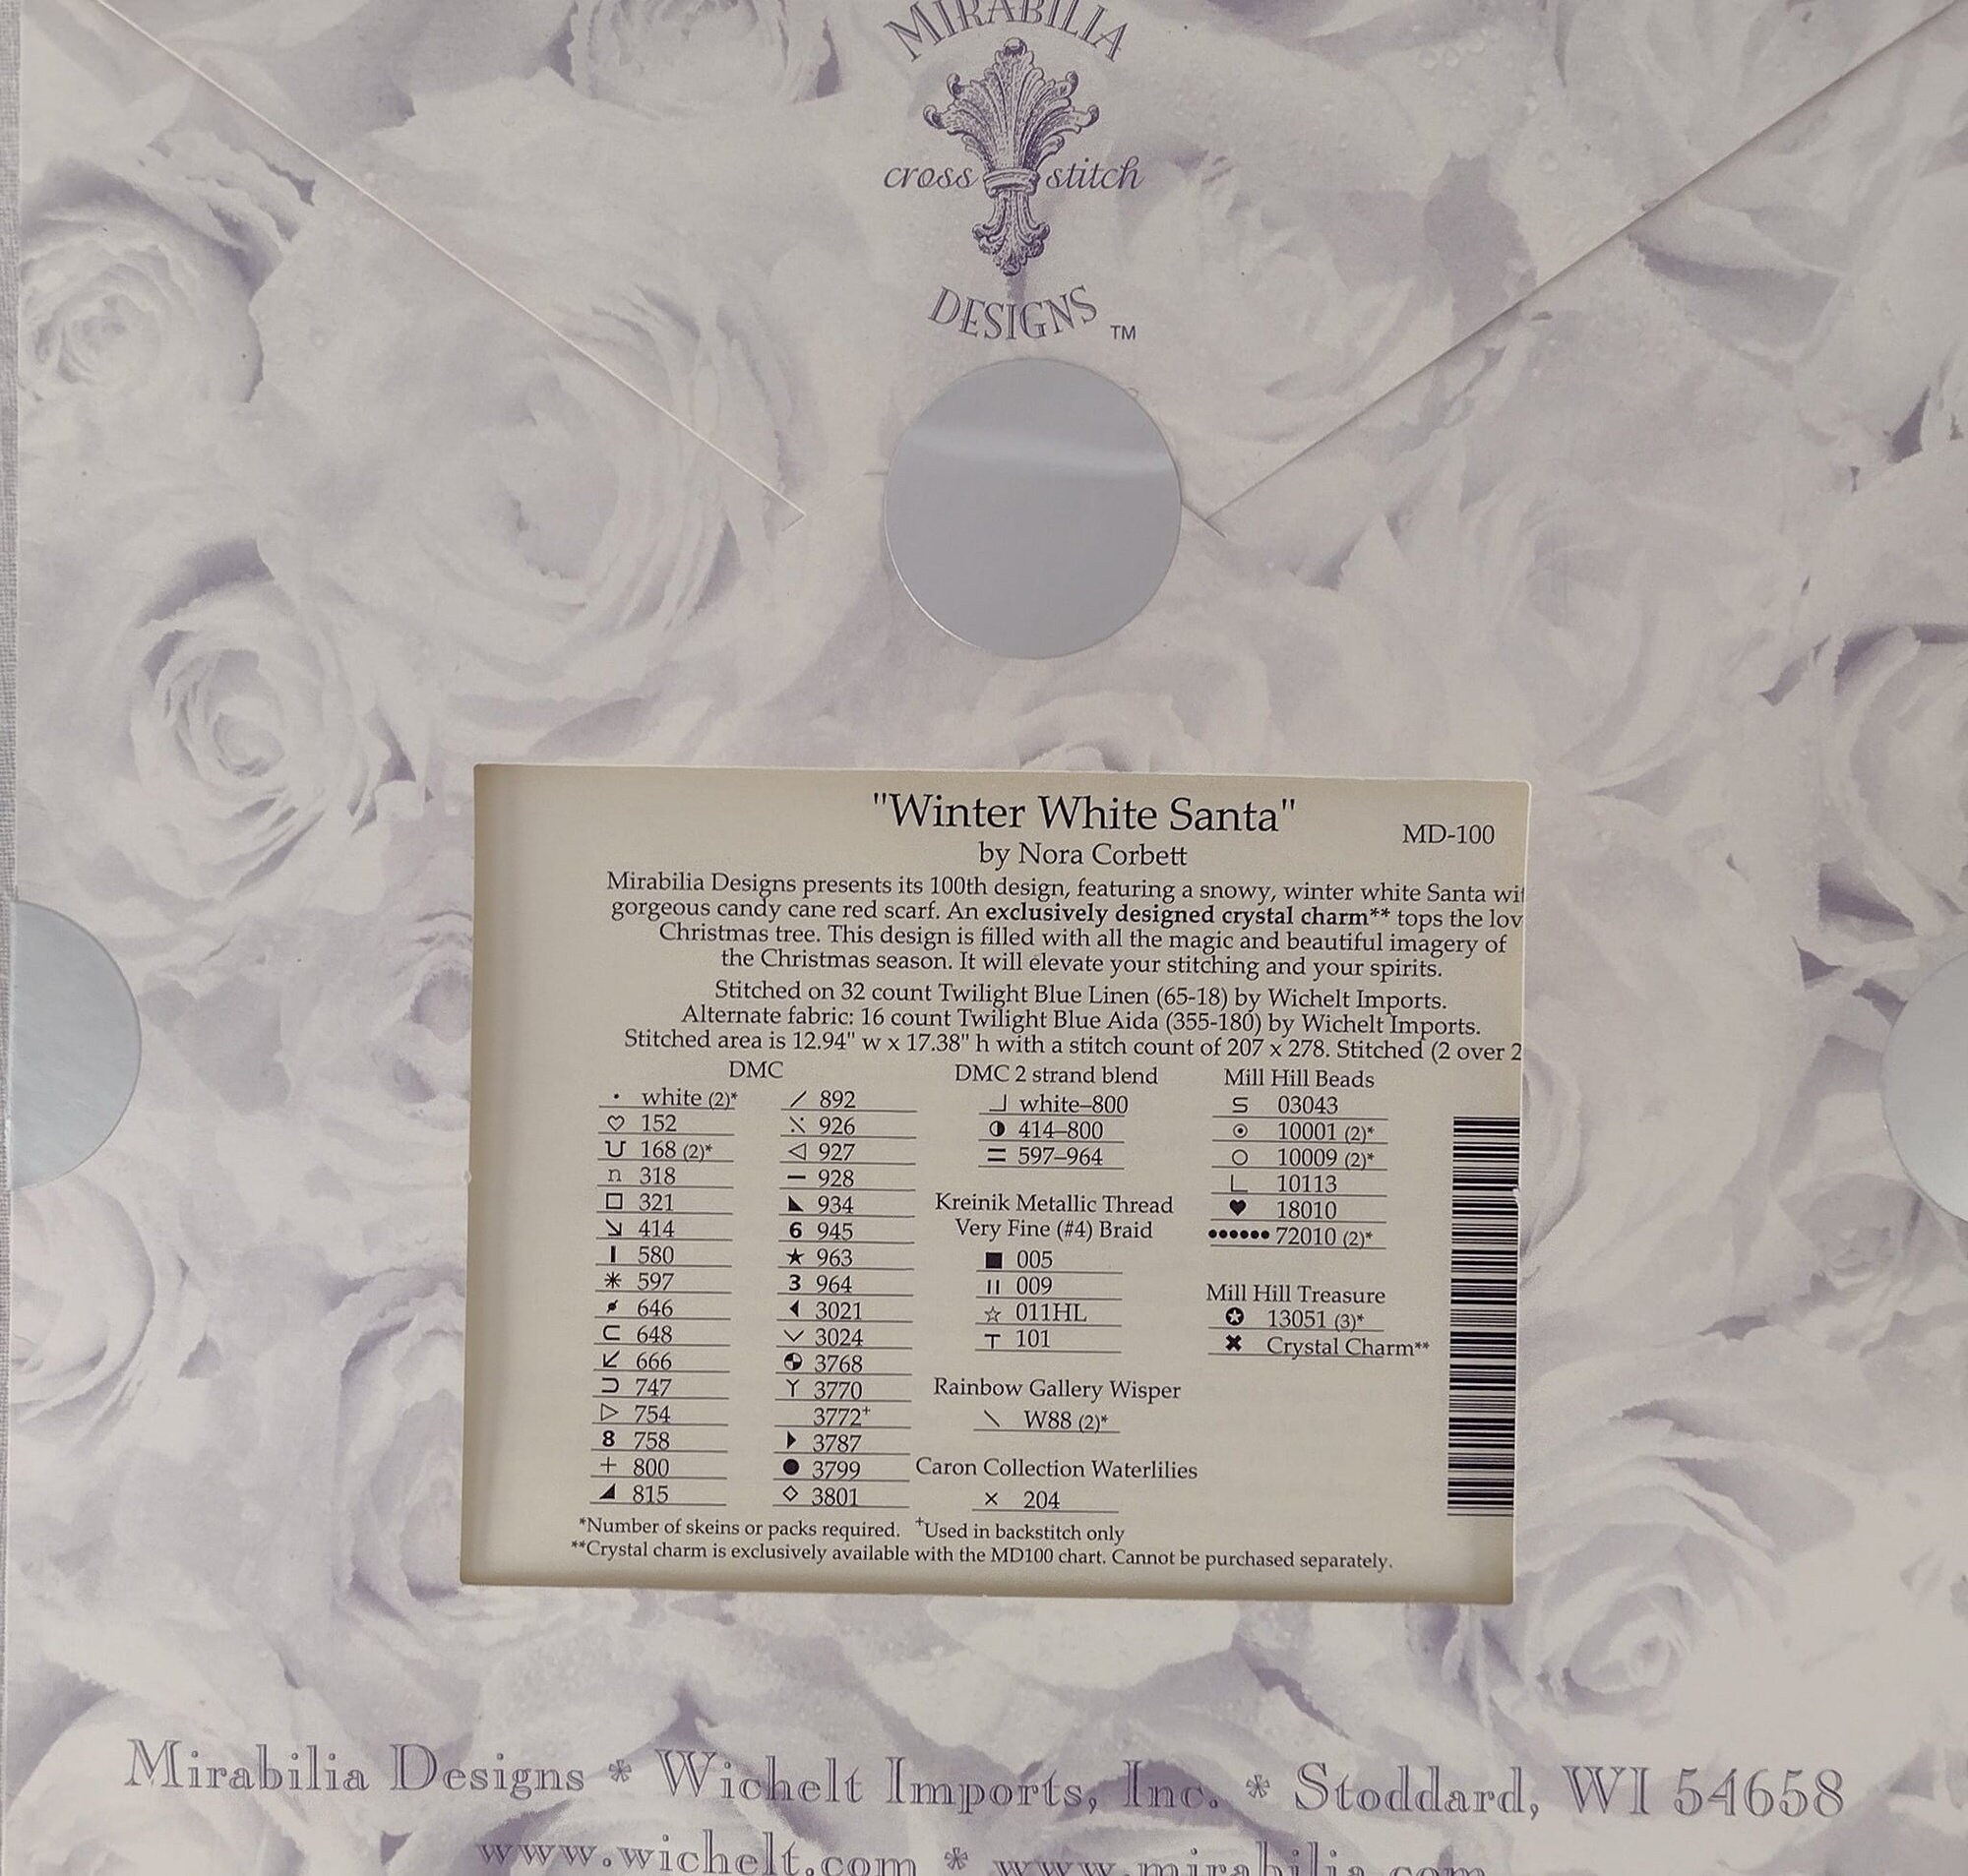 MIRABILIA
cross stitch
DESIGNS ™
"Winter White Santa"
MD-100
by Nora Corbett
Mirabilia Designs presents its 100th design, featuring a snowy, winter white Santa
gorgeous candy cane red scarf. An exclusively designed crystal charm** tops the
Christmas tree. This design is filled with all the magic and beautiful imagery of
the Christmas season. It will elevate your stitching and your spirits.
Stitched on 32 count Twilight Blue Linen (65-18) by Wichelt Imports.
Alternate fabric: 16 count Twilight Blue Aida (355-180) by Wichelt Imports.
Stitched area is 12.94" w x 17.38" h with a stitch count of 207 x 278. Stitched (2 over 2
DMC
white (2)*
152
168 (2)*
318
321
414
580
597
646
648
666
747
754
8 758
800
815
892
926
927
928
934
6 945
963
3 964
3021
3024
3768
3770
3772+
3787
3799
3801
DMC 2 strand blend
white–800
414–800
597–964
Kreinik Metallic Thread
Very Fine (#4) Braid
005
009
011HL
101
Rainbow Gallery Wisper
W88 (2)*
Caron Collection Waterlilies
204
Mill Hill Beads
03043
10001 (2)*
10009 (2)*
10113
18010
72010 (2)*
Mill Hill Treasure
13051 (3)*
Crystal Charm**
*Number of skeins or packs required. +Used in backstitch only
**Crystal charm is exclusively available with the MD100 chart. Cannot be purchased separately.
Mirabilia Designs * Wichelt Imports, Inc. * Stoddard, WI 54658
www.wichelt.com * www.mirabilia.com